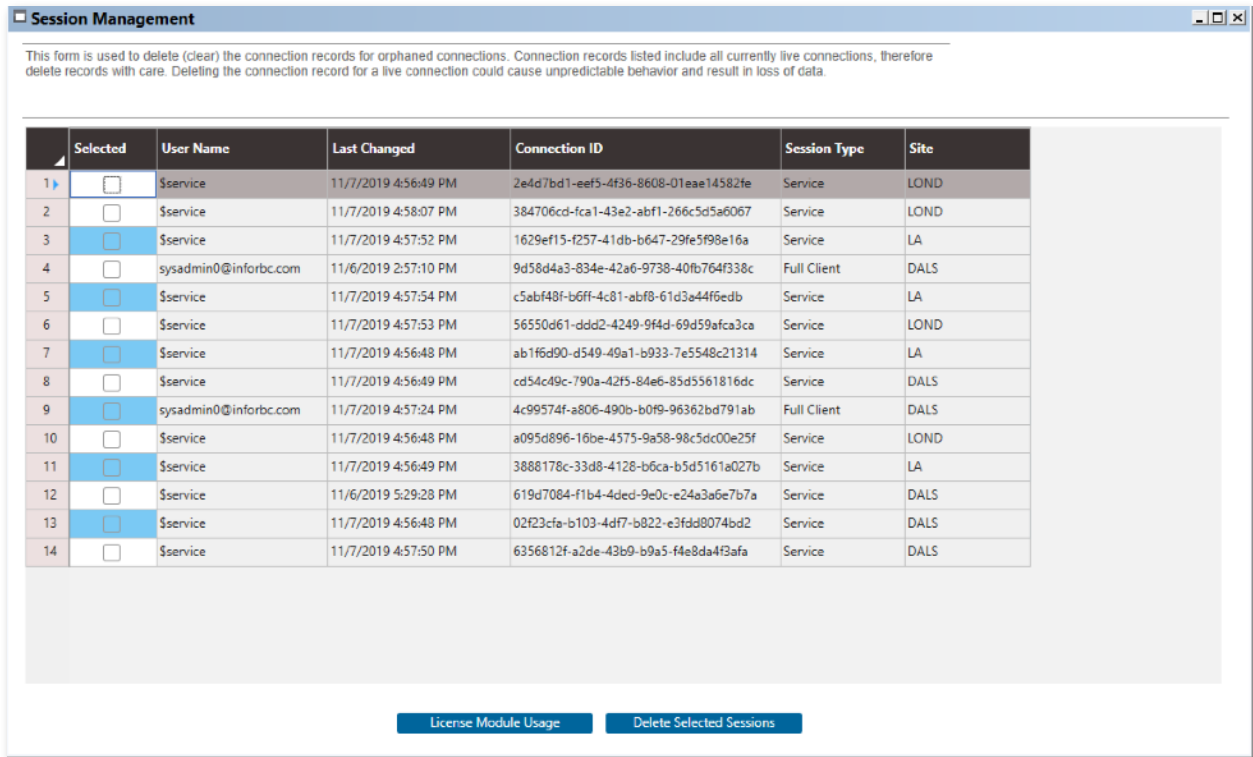 Session Management
This form is used to delete (clear) the connection records for orphaned connections. Connection records listed include all currently live connections, therefore
delete records with care. Deleting the connection record for a live connection could cause unpredictable behavior and result in loss of data.
Selected User Name Last Changed Connection ID Session Type Site
1 $service 11/7/2019 4:56:49 PM 2e4d7bd1-eef5-4f36-8608-01eae14582fe Service LOND
2 $service 11/7/2019 4:58:07 PM 384706cd-fca1-43e2-abf1-266c5d5a6067 Service LOND
3 $service 11/7/2019 4:57:52 PM 1629ef15-f257-41db-b647-29fe5f98e16a Service LA
4 sysadmin0@inforbc.com 11/6/2019 2:57:10 PM 9d58d4a3-834e-42a6-9738-40fb764f338c Full Client DALS
5 $service 11/7/2019 4:57:54 PM c5abf48f-b6ff-4c81-abf8-61d3a44f6edb Service LA
6 $service 11/7/2019 4:57:53 PM 56550d61-ddd2-4249-9f4d-69d59afca3ca Service LOND
7 $service 11/7/2019 4:56:48 PM ab1f6d90-d549-49a1-b933-7e5548c21314 Service LA
8 $service 11/7/2019 4:56:49 PM cd54c49c-790a-42f5-84e6-85d5561816dc Service DALS
9 sysadmin0@inforbc.com 11/7/2019 4:57:24 PM 4c99574f-a806-490b-b0f9-96362bd791ab Full Client DALS
10 $service 11/7/2019 4:56:48 PM a095d896-16be-4575-9a58-98c5dc00e25f Service LOND
11 $service 11/7/2019 4:56:49 PM 3888178c-33d8-4128-b6ca-b5d5161a027b Service LA
12 $service 11/6/2019 5:29:28 PM 619d7084-f1b4-4ded-9e0c-e24a3a6e7b7a Service DALS
13 $service 11/7/2019 4:56:48 PM 02f23cfa-b103-4df7-b822-e3fdd8074bd2 Service DALS
14 $service 11/7/2019 4:57:50 PM 6356812f-a2de-43b9-b9a5-f4e8da4f3afa Service DALS
License Module Usage Delete Selected Sessions